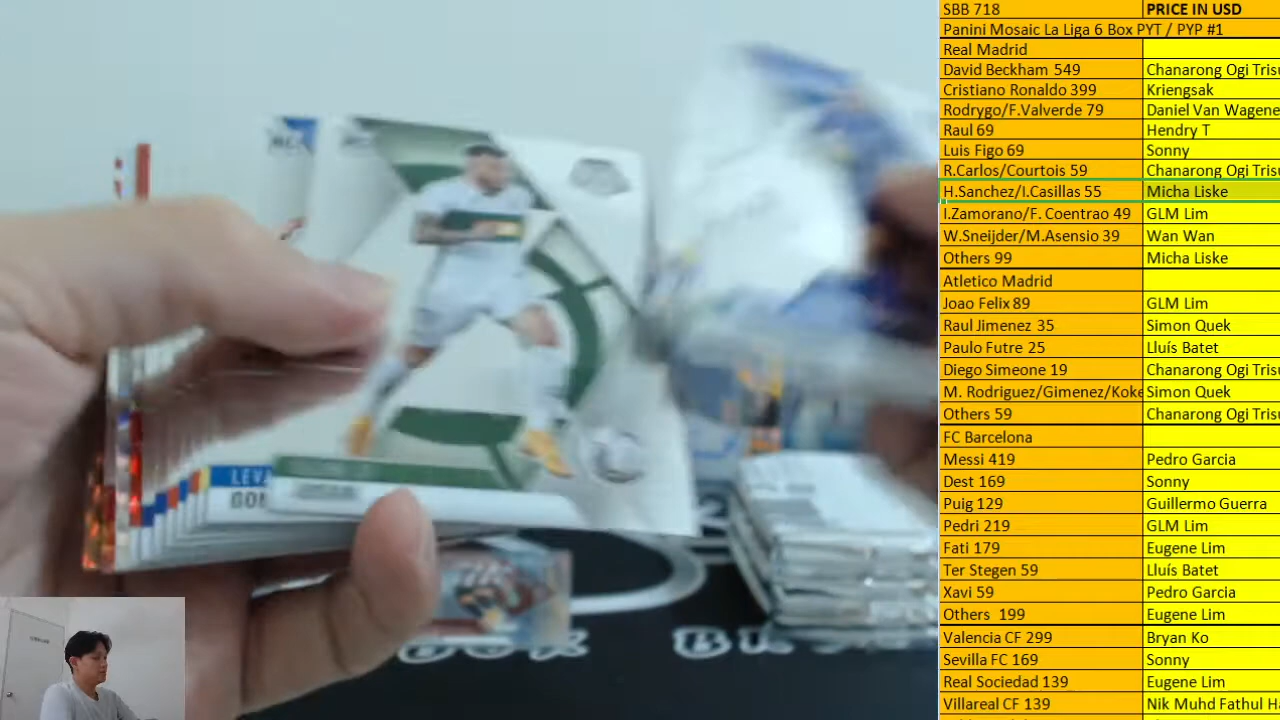 SBB 718 PRICE IN USD
Panini Mosaic La Liga 6 Box PYT / PYP #1
Real Madrid
David Beckham 549 Chanarong Ogi Trisu
Cristiano Ronaldo 399 Kriengsak
Rodrygo/F.Valverde 79 Daniel Van Wagene
Raul 69 Hendry T
Luis Figo 69 Sonny
R.Carlos/Courtois 59 Chanarong Ogi Trisu
H.Sanchez/I.Casillas 55 Micha Liske
I.Zamorano/F. Coentrao 49 GLM Lim
W.Sneijder/M.Asensio 39 Wan Wan
Others 99 Micha Liske
Atletico Madrid
Joao Felix 89 GLM Lim
Raul Jimenez 35 Simon Quek
Paulo Futre 25 Lluís Batet
Diego Simeone 19 Chanarong Ogi Trisu
M. Rodriguez/Gimenez/Koke Simon Quek
Others 59 Chanarong Ogi Trisu
FC Barcelona
Messi 419 Pedro Garcia
Dest 169 Sonny
Puig 129 Guillermo Guerra
Pedri 219 GLM Lim
Fati 179 Eugene Lim
Ter Stegen 59 Lluís Batet
Xavi 59 Pedro Garcia
Others 199 Eugene Lim
Valencia CF 299 Bryan Ko
Sevilla FC 169 Sonny
Real Sociedad 139 Eugene Lim
Villareal CF 139 Nik Muhd Fathul Ha
LEVA